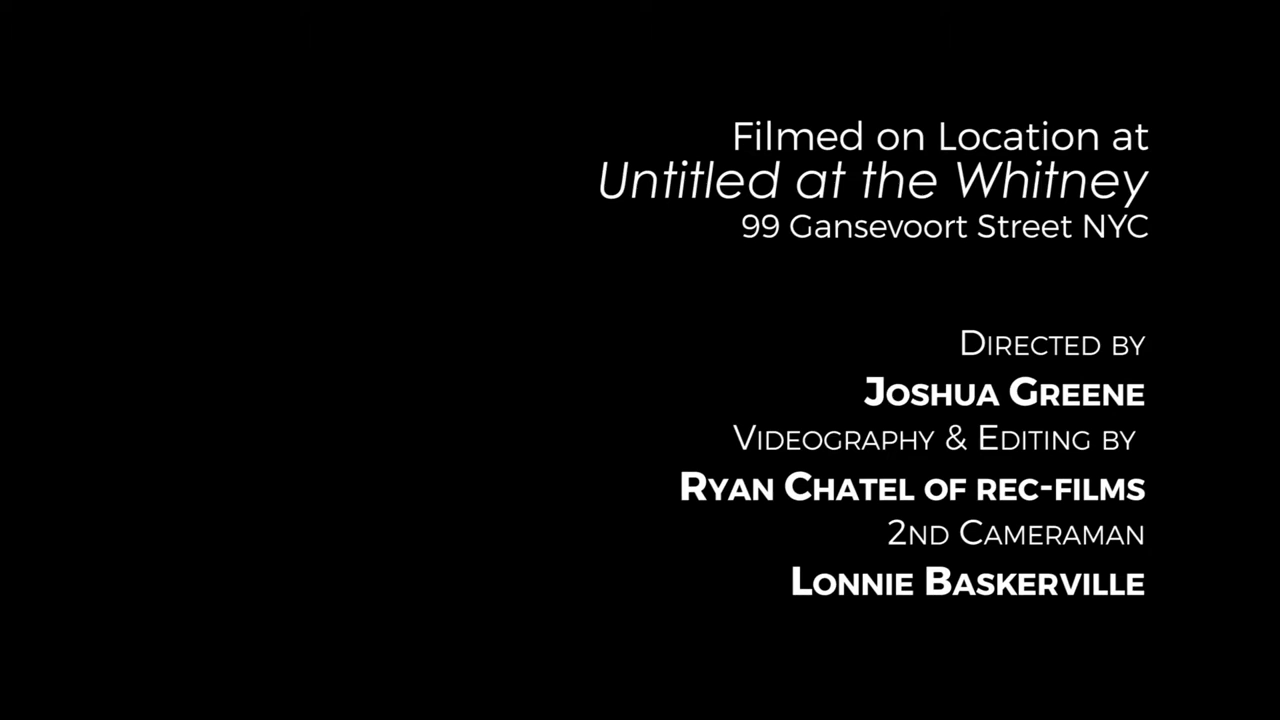 Filmed on Location at
Untitled at the Whitney
99 Gansevoort Street NYC
Directed by
Joshua Greene
Videography & Editing by
Ryan Chatel of rec-films
2nd Cameraman
Lonnie Baskerville